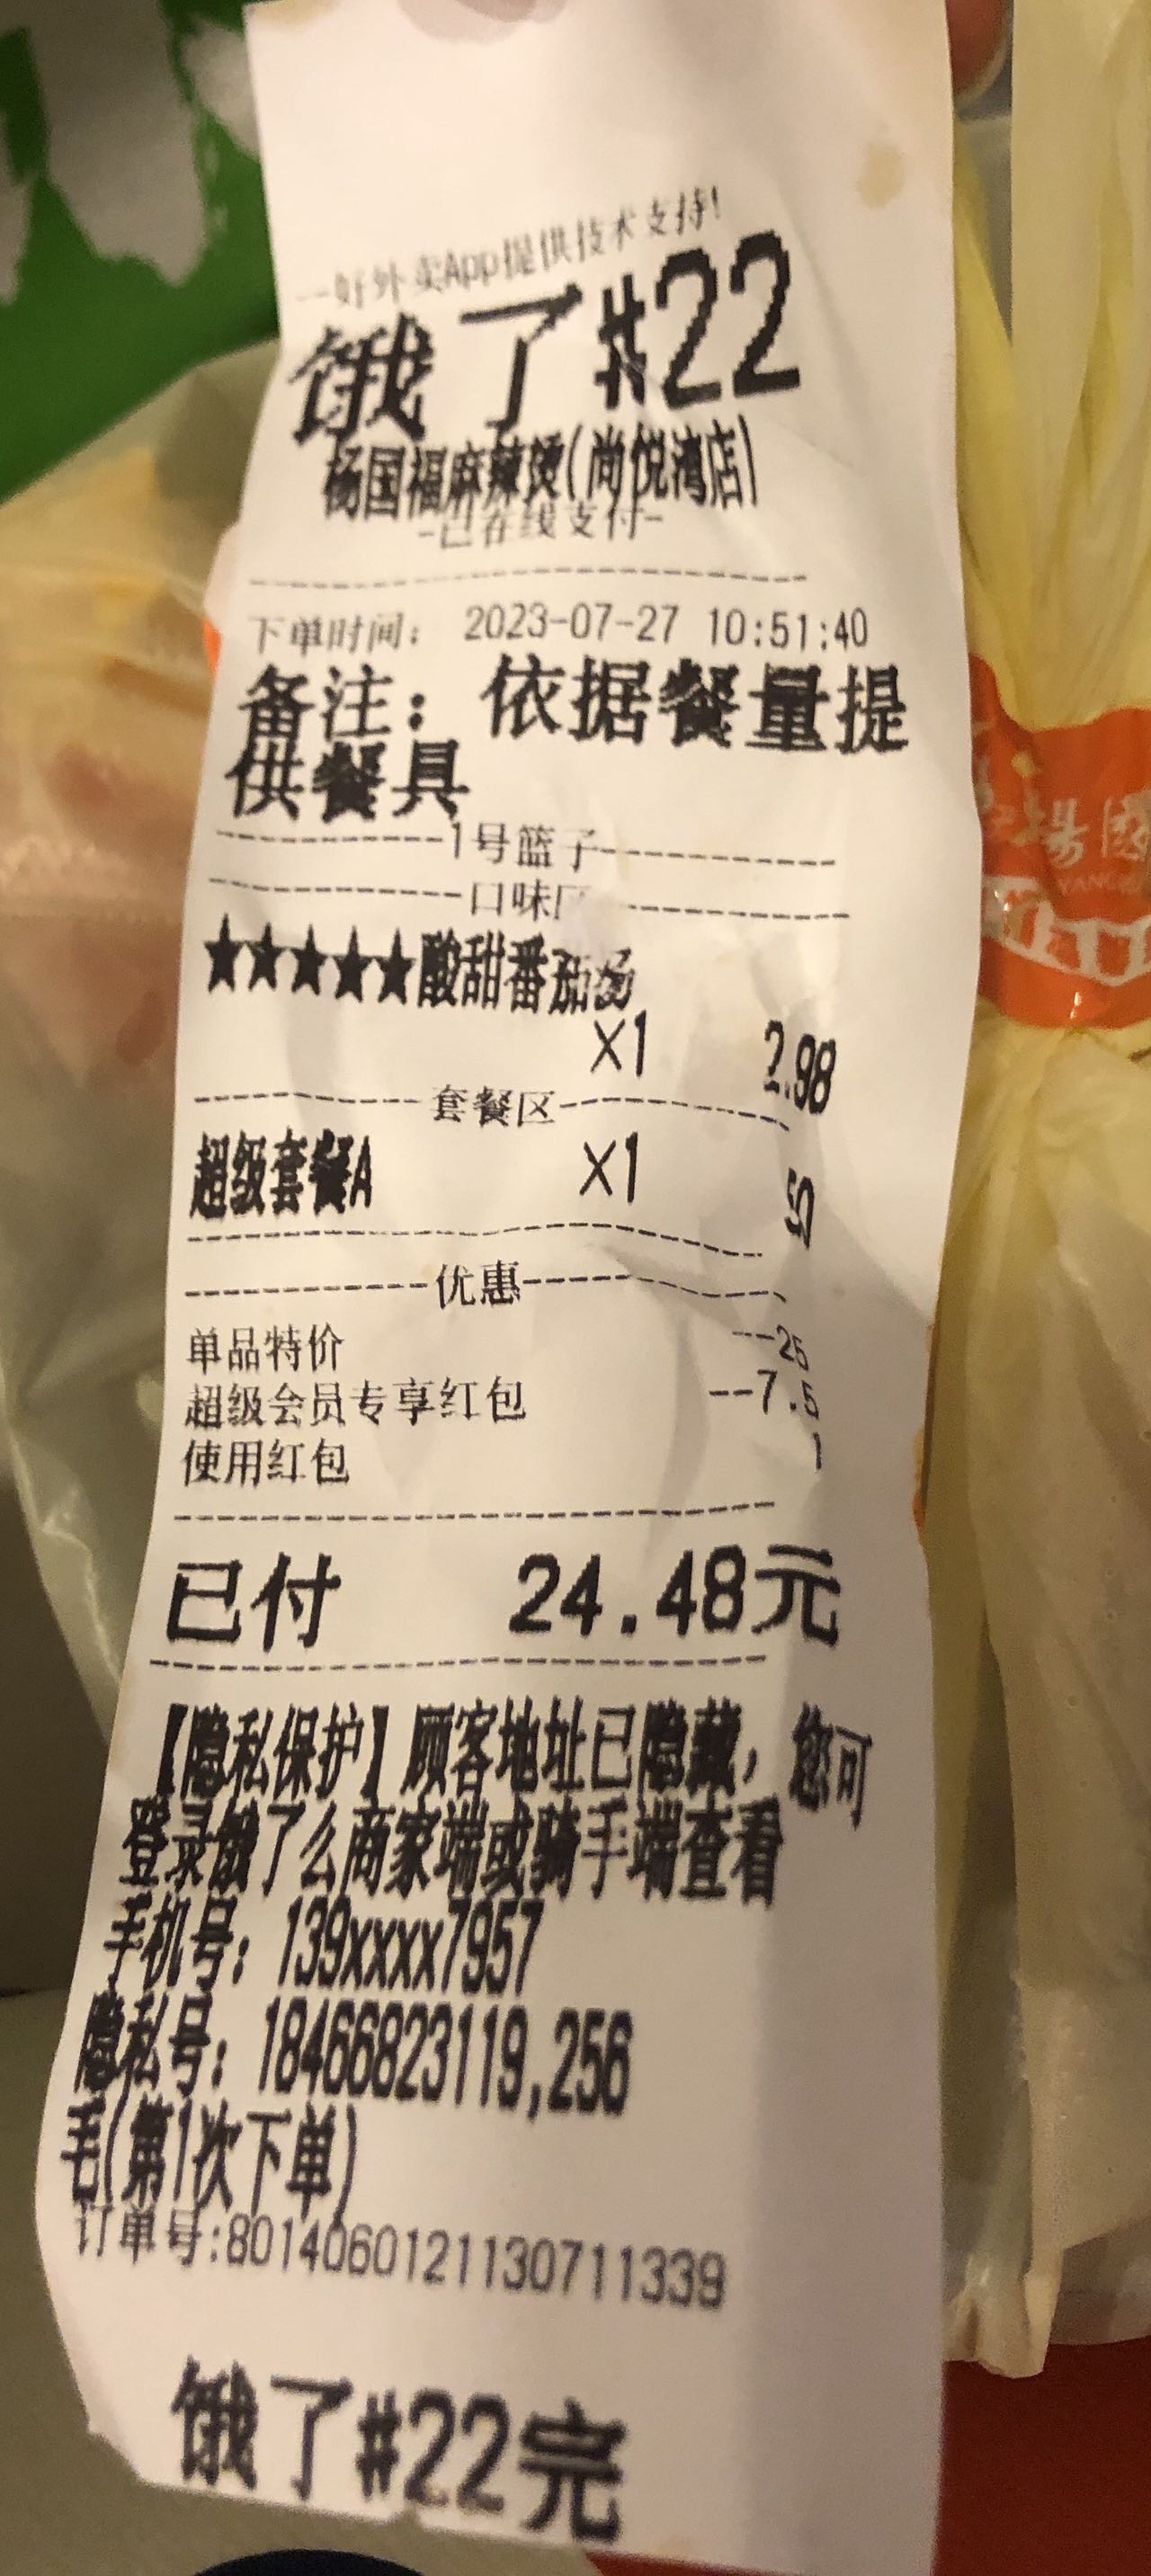 一好外卖App提供技术支持!
饿了#22
杨国福麻辣烫(尚悦湾店)
-已在线支付-
下单时间: 2023-07-27 10:51:40
备注: 依据餐量提
供餐具
1号篮子
口味
★★★★★酸甜番茄汤
X1 2.98
套餐区
超级套餐A X1 50
优惠
单品特价 --25
超级会员专享红包 --7.5
使用红包 1
已付 24.48元
【隐私保护】顾客地址已隐藏, 您可
登录饿了么商家端或骑手端查看
手机号: 139xxxx7957
隐私号: 18466823119,256
毛(第1次下单)
订单号:8014060121130711339
饿了#22完
楊國
YANG